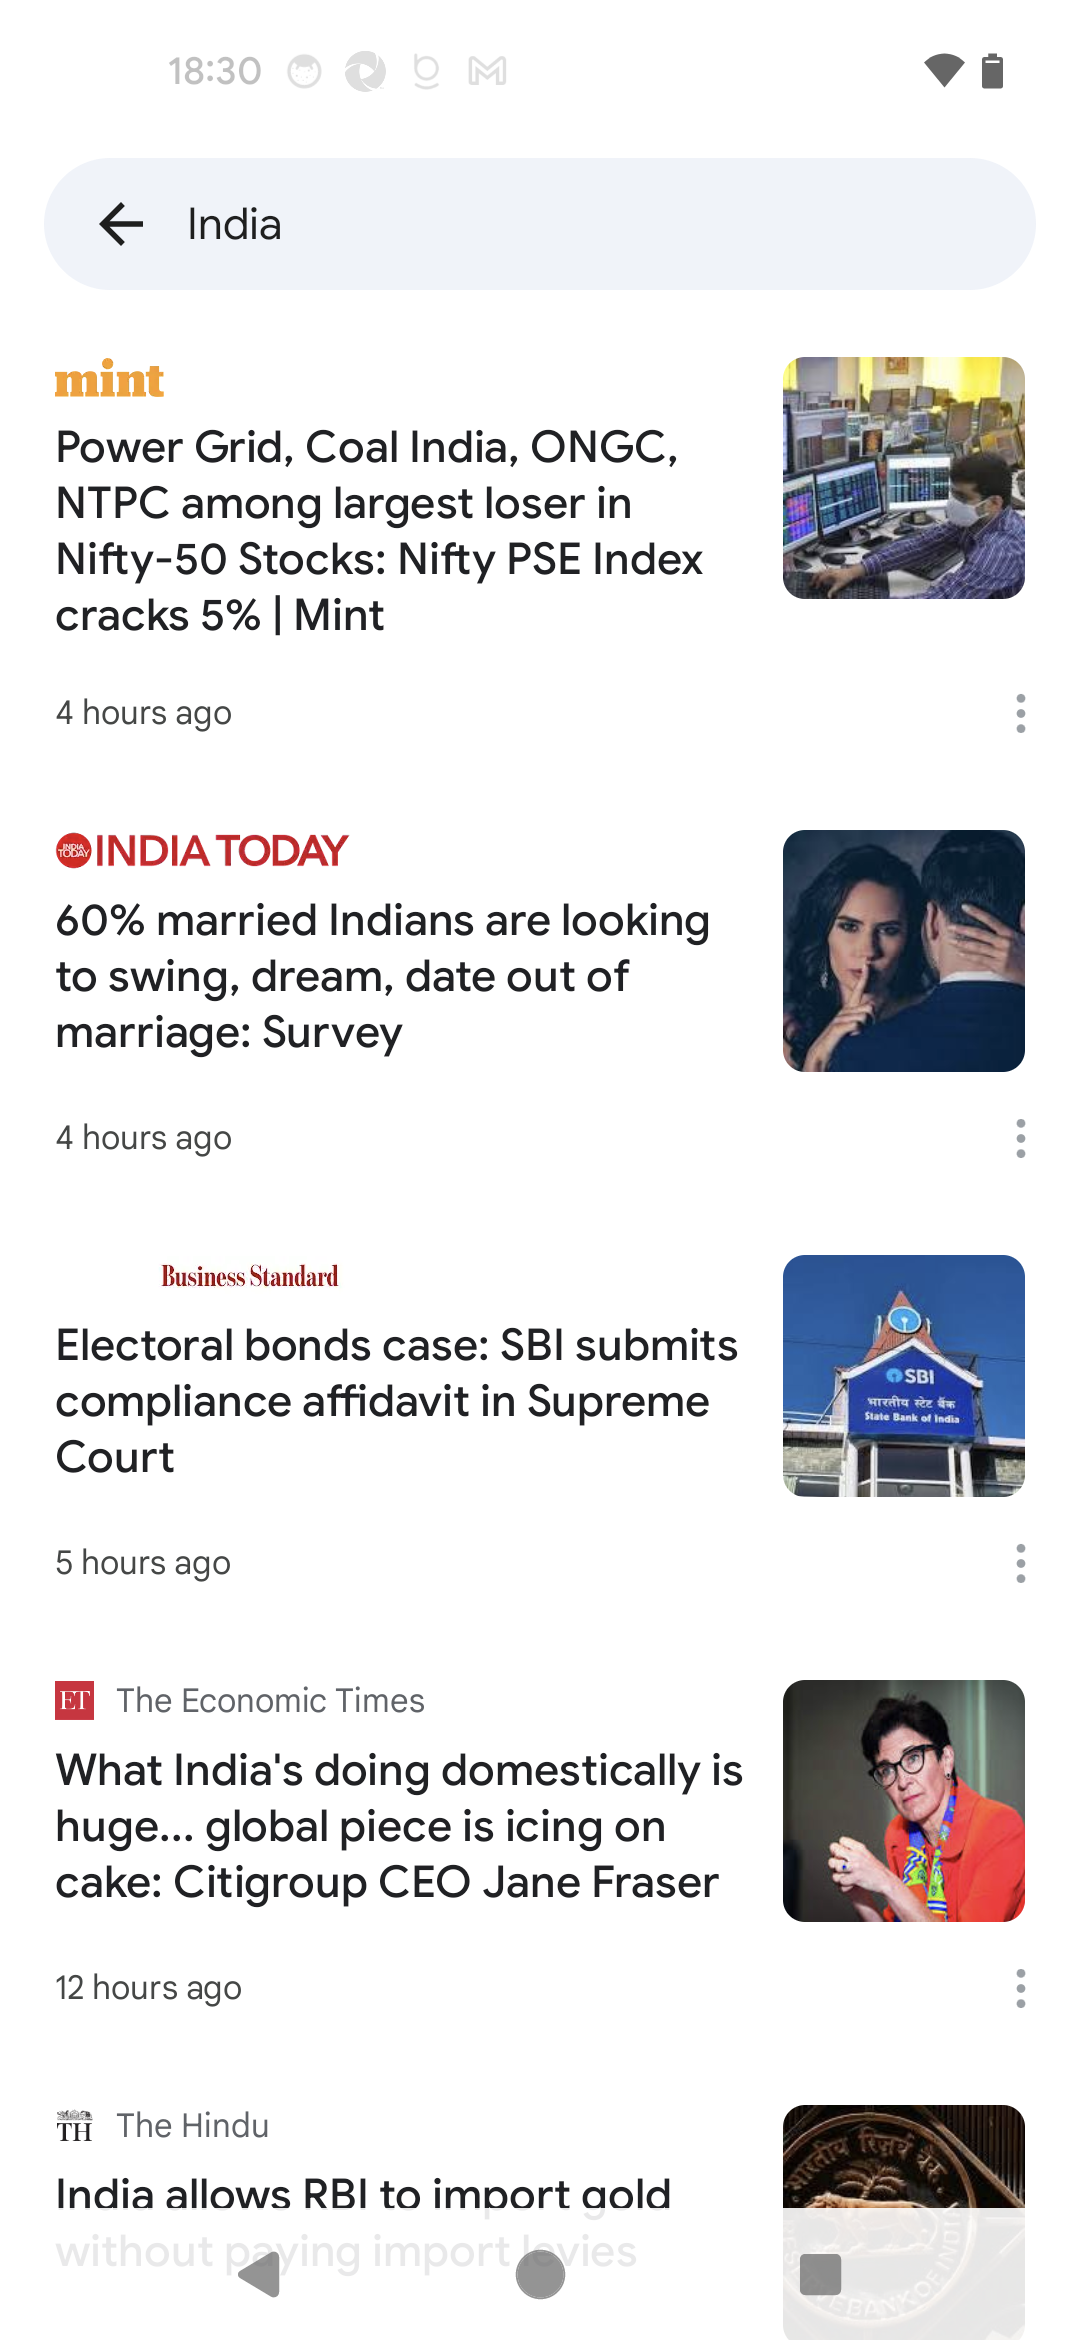 18:30
India
mint
Power Grid, Coal India, ONGC,
NTPC among largest loser in
Nifty-50 Stocks: Nifty PSE Index
cracks 5% | Mint
4 hours ago
INDIA TODAY
INDIA TODAY
60% married Indians are looking
to swing, dream, date out of
marriage: Survey
4 hours ago
Business Standard
Electoral bonds case: SBI submits
compliance affidavit in Supreme
Court
SBI
भारतीय स्टेट बैंक
State Bank of India
5 hours ago
ET The Economic Times
What India's doing domestically is
huge... global piece is icing on
cake: Citigroup CEO Jane Fraser
12 hours ago
TH The Hindu
India allows RBI to import gold
without paying import levies
भारतीय रिज़र्व बैंक